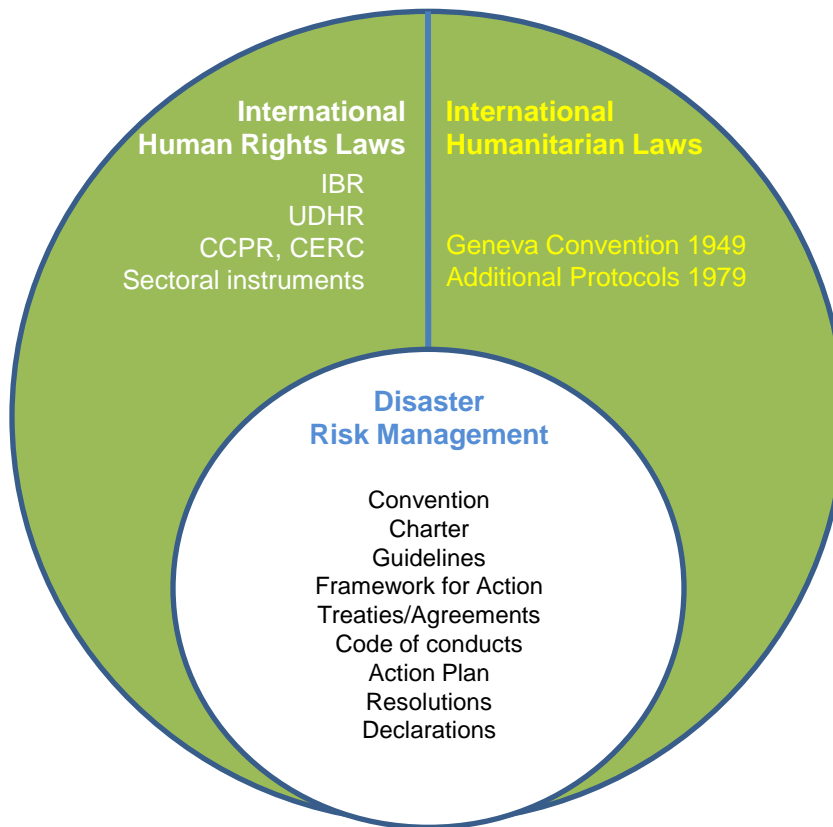 International
Human Rights Laws
IBR
UDHR
CCPR, CERC
Sectoral instruments
International
Humanitarian Laws
Geneva Convention 1949
Additional Protocols 1979
Disaster
Risk Management
Convention
Charter
Guidelines
Framework for Action
Treaties/Agreements
Code of conducts
Action Plan
Resolutions
Declarations